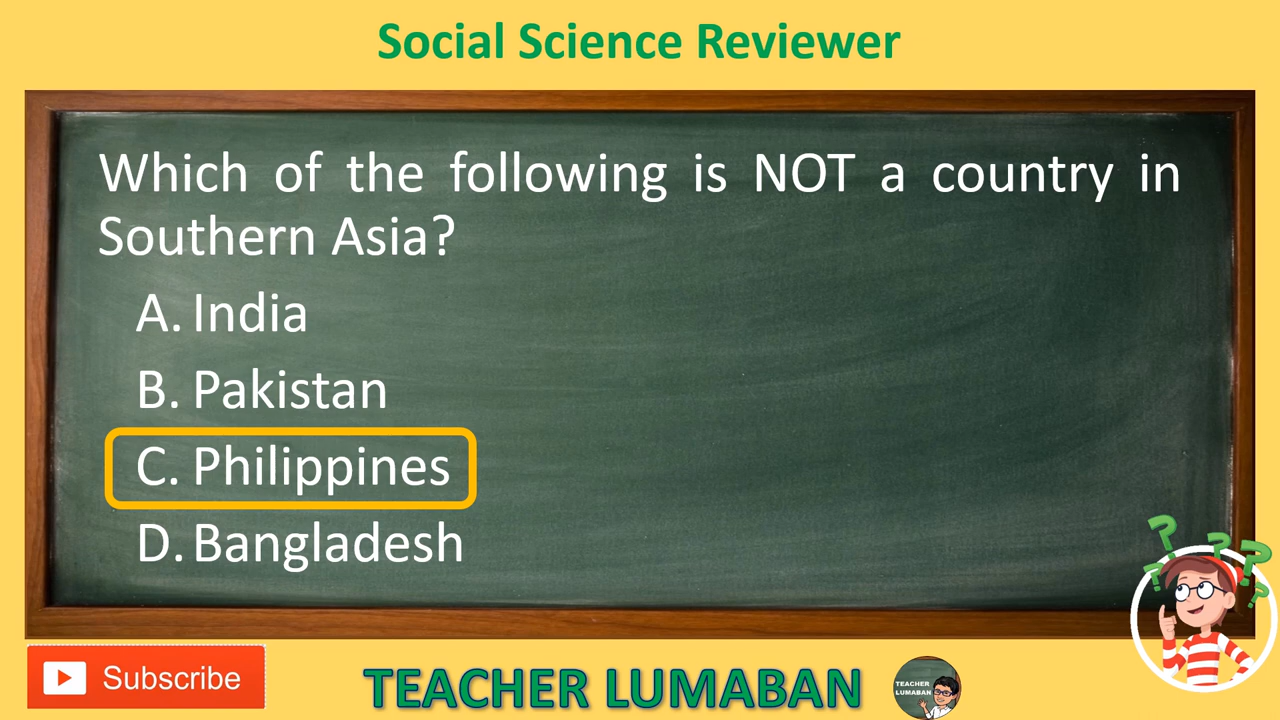 Social Science Reviewer
Which of the following is NOT a country in
Southern Asia?
A. India
B. Pakistan
C. Philippines
D. Bangladesh
Subscribe
TEACHER LUMABAN
TEACHER
LUMABAN